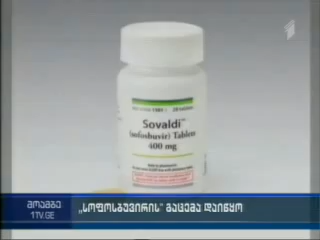 Sovaldi™
(sofosbuvir) Tablets
400 mg
მოამბე
1TV.GE
„სოფოსბუვირის" გაცემა დაიწყო